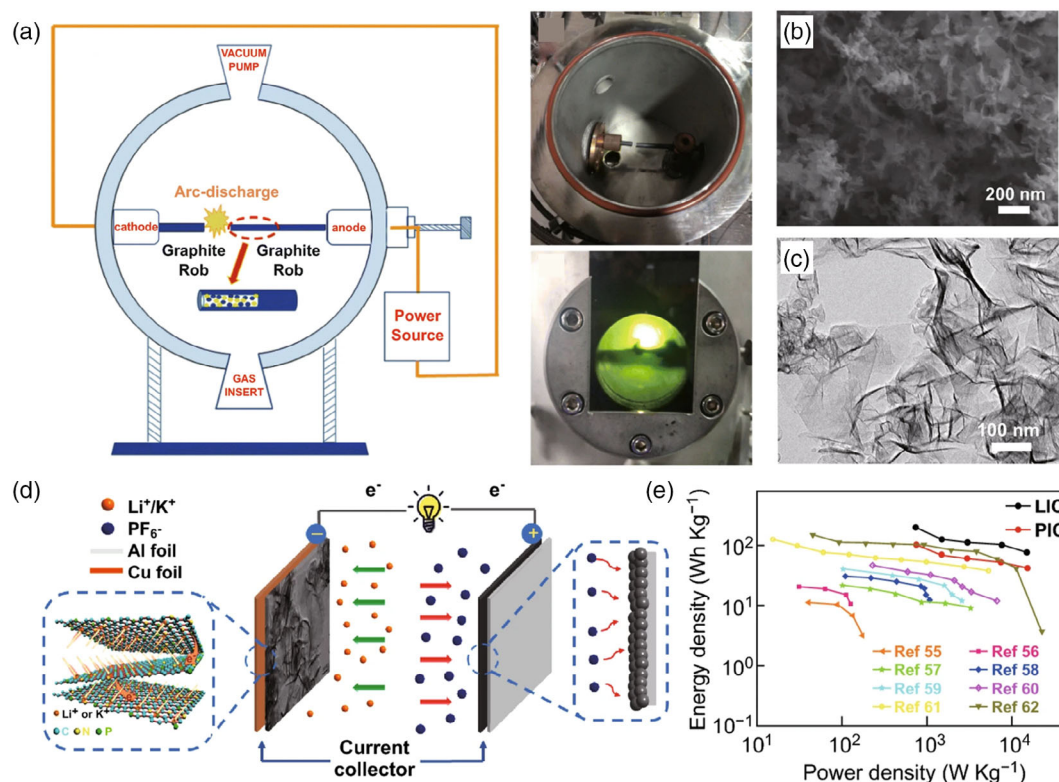 (a)
VACUUM
PUMP
Arc-discharge
cathode
anode
Graphite
Rob
Graphite
Rob
Power
Source
GAS
INSERT
(b)
200 nm
(c)
100 nm
(d)
Li⁺/K⁺
PF₆⁻
Al foil
Cu foil
e⁻
e⁻
−
+
e⁻
e⁻
Li⁺ or K⁺
C
N
P
Current
collector
(e)
Energy density (Wh Kg⁻¹)
10²
10¹
10⁰
10⁻¹
LIC
PIC
Ref 55
Ref 56
Ref 57
Ref 58
Ref 59
Ref 60
Ref 61
Ref 62
10²
10³
10⁴
Power density (W Kg⁻¹)